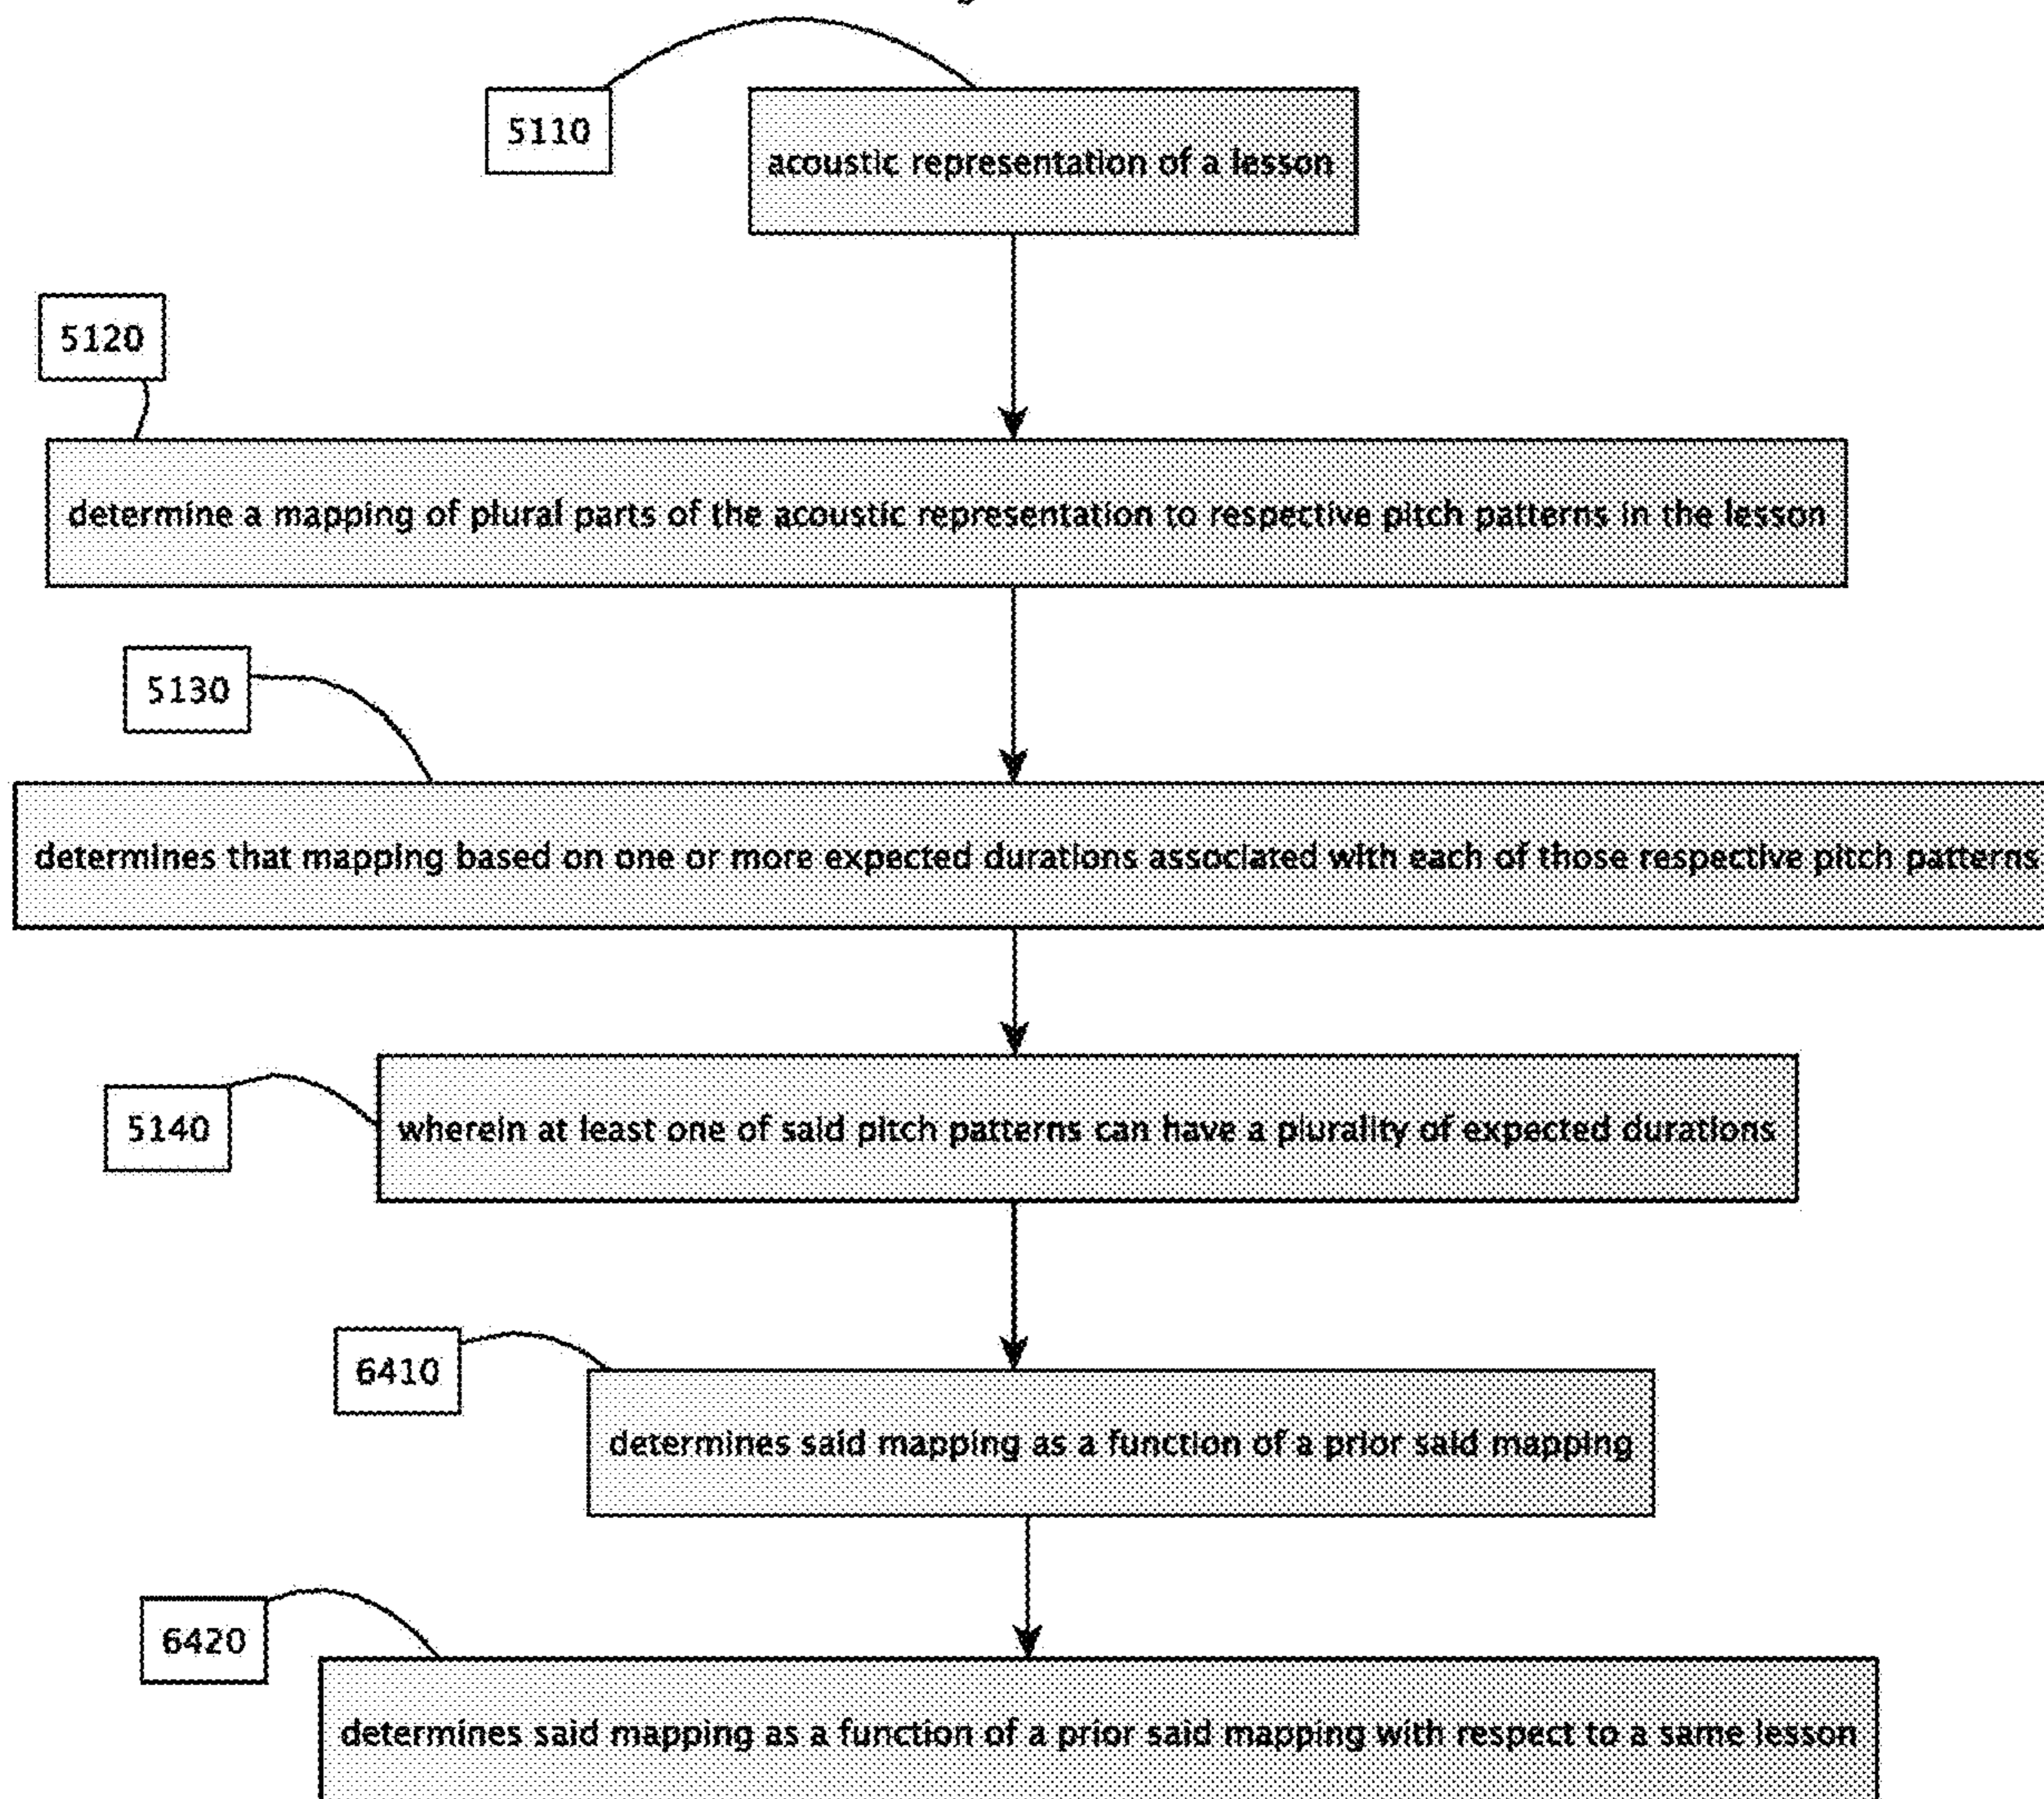 5110
acoustic representation of a lesson
5120
determine a mapping of plural parts of the acoustic representation to respective pitch patterns in the lesson
5130
determines that mapping based on one or more expected durations associated with each of those respective pitch patterns
5140
wherein at least one of said pitch patterns can have a plurality of expected durations
6410
determines said mapping as a function of a prior said mapping
6420
determines said mapping as a function of a prior said mapping with respect to a same lesson